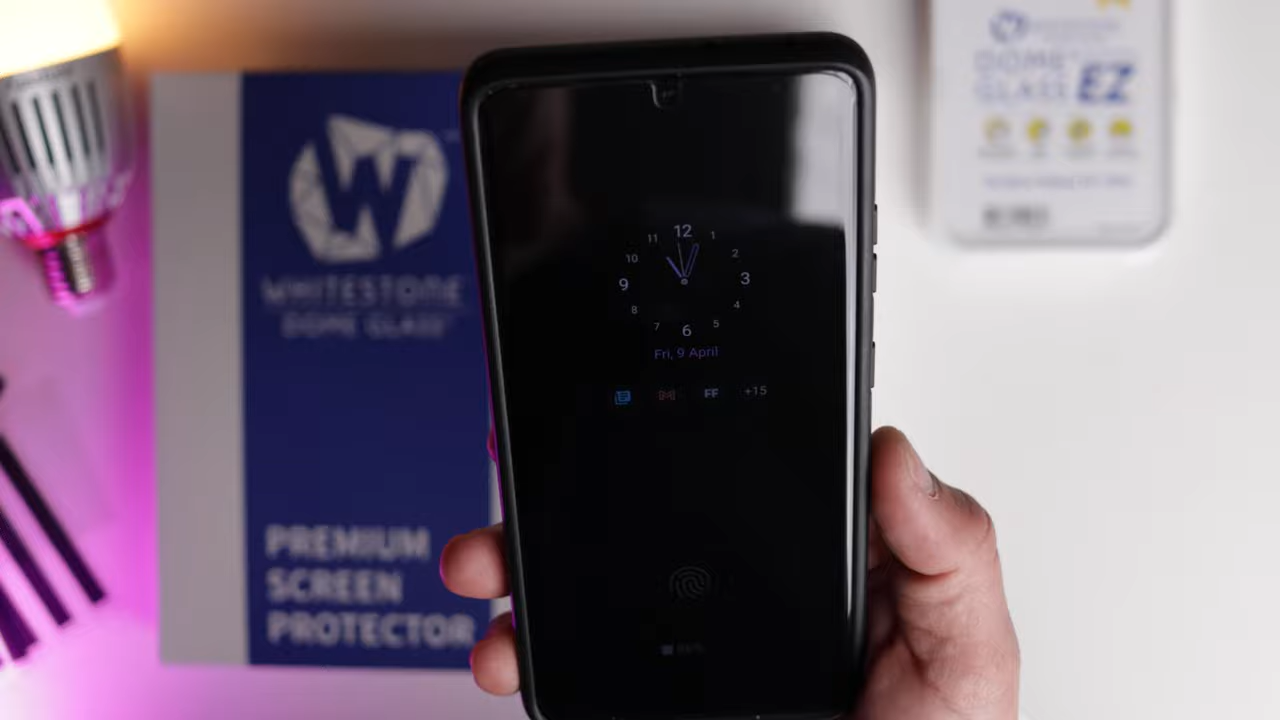 W
WHITESTONE
DOME GLASS
PREMIUM
SCREEN
PROTECTOR
12
11 1
10 2
9 3
8 4
7 5
6
Fri, 9 April
FF +15
DOME
GLASS EZ